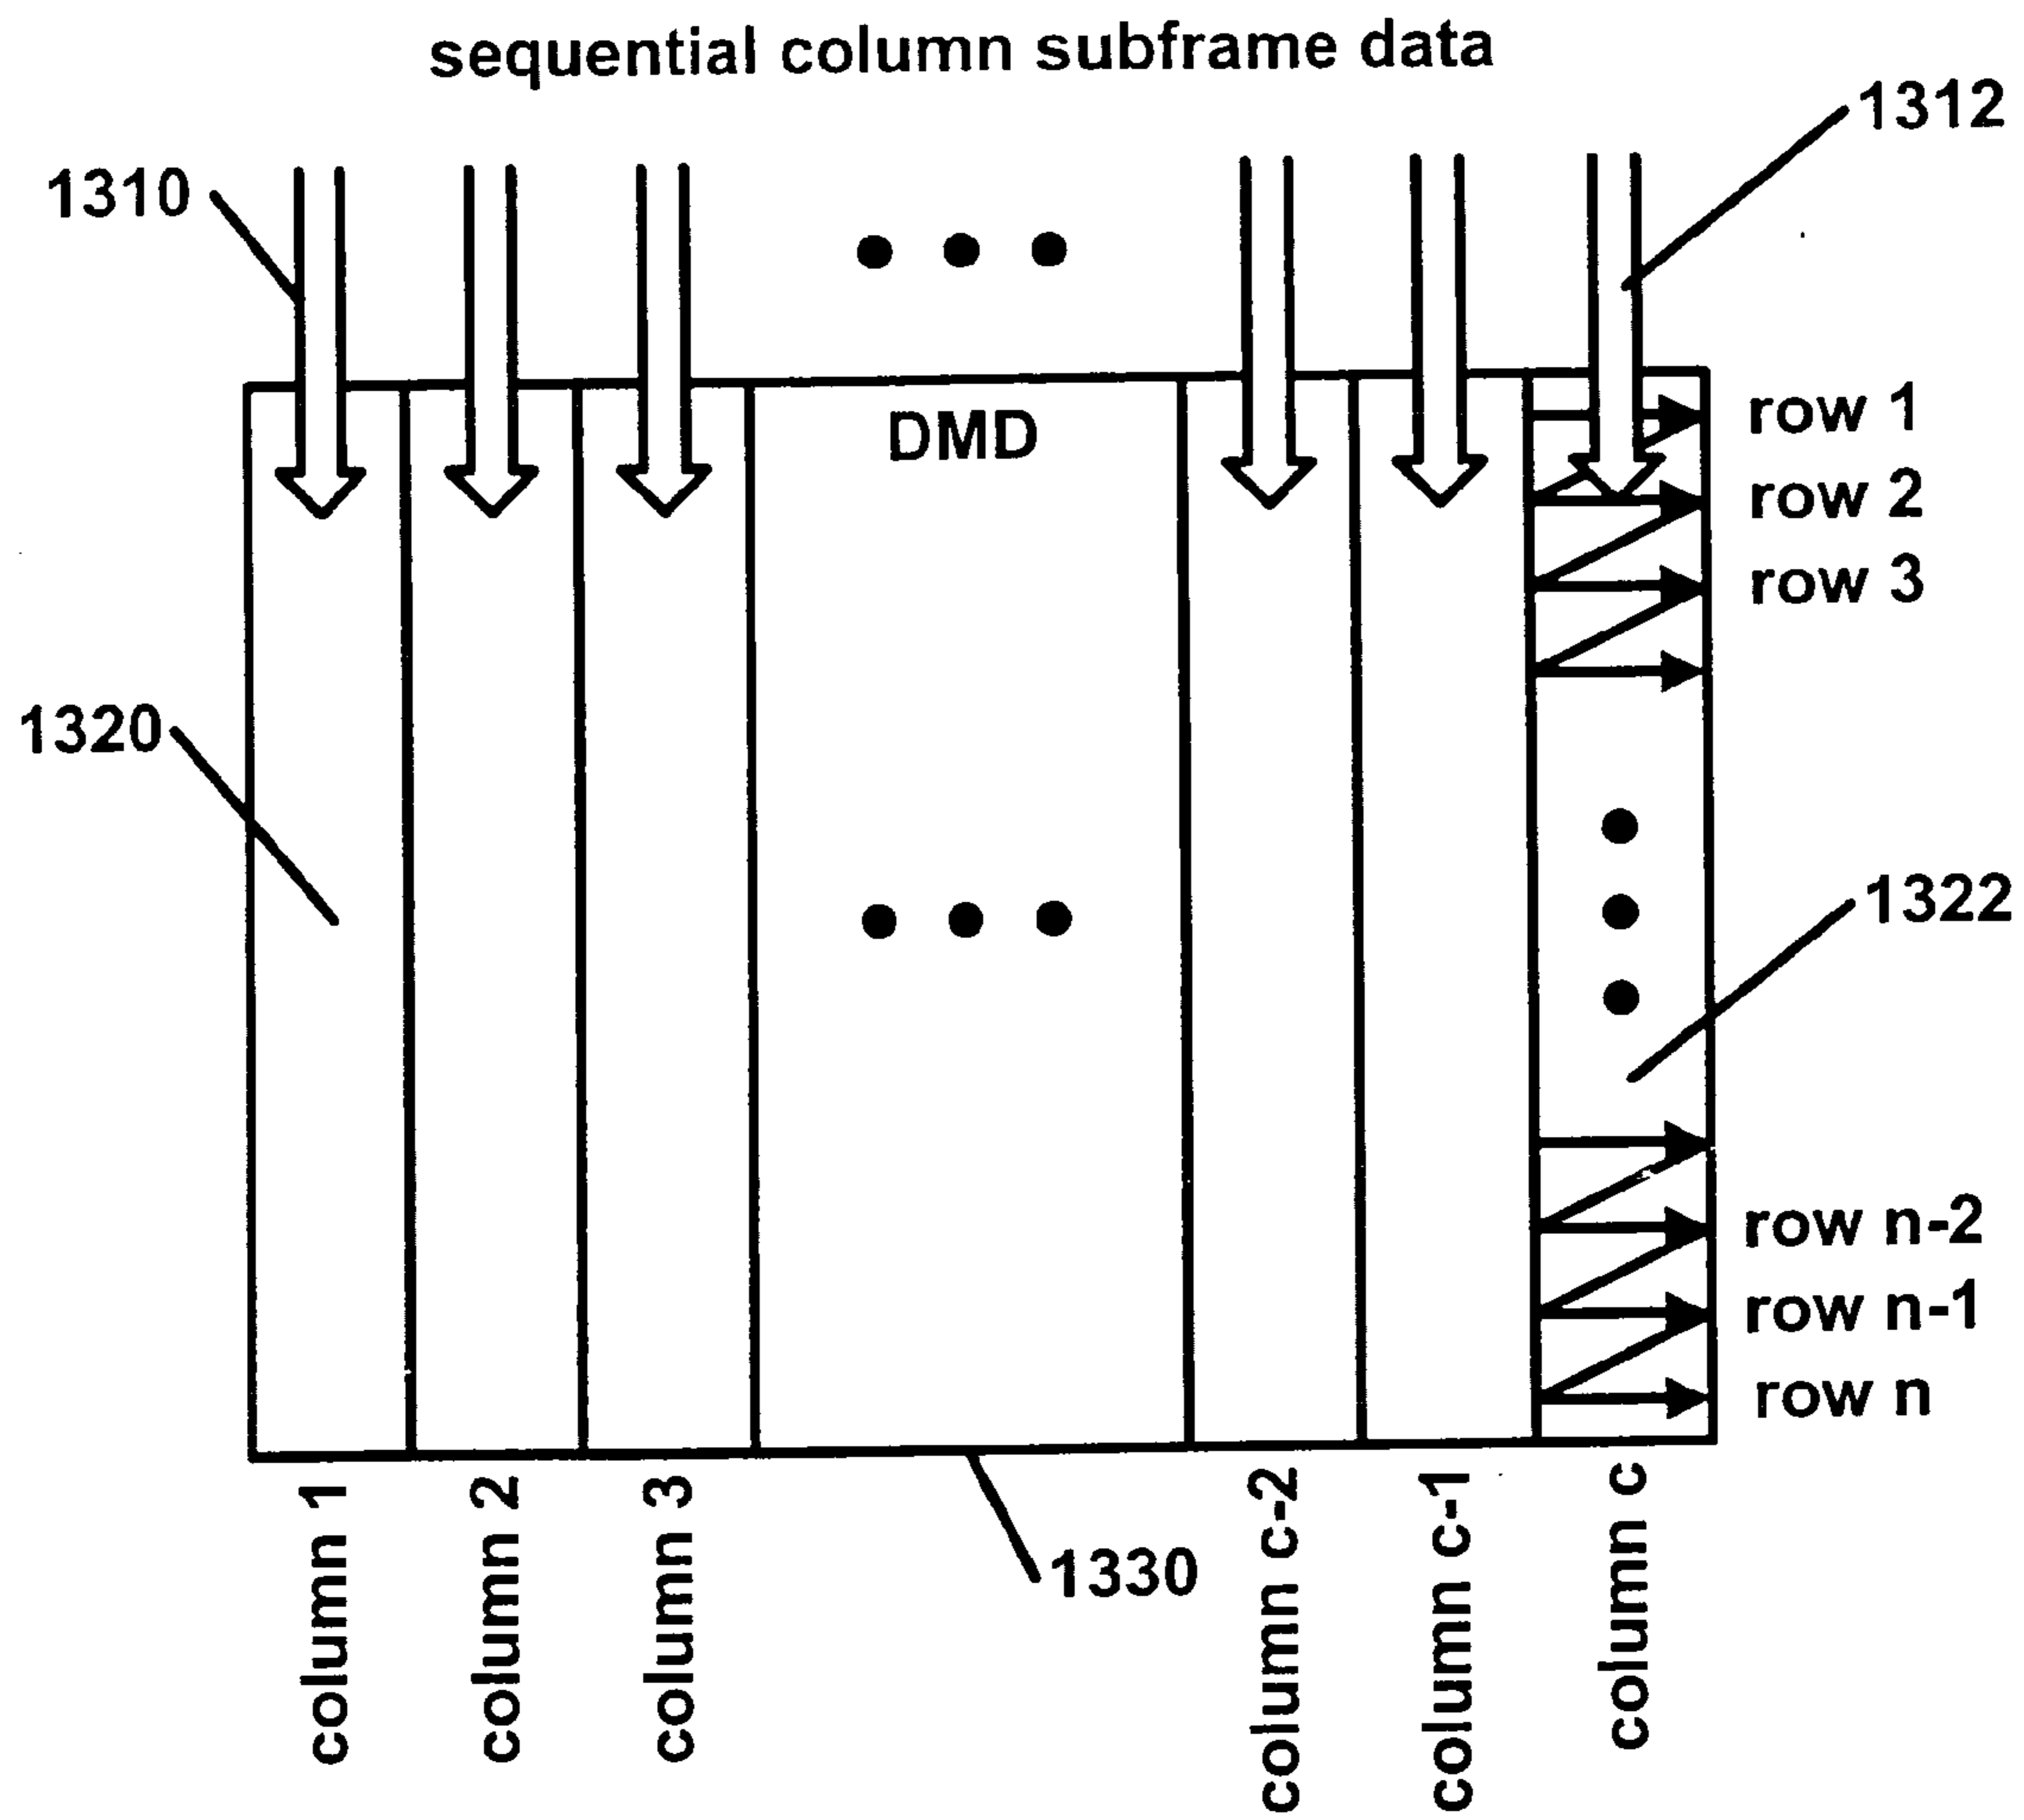 sequential column subframe data
1312
1310
DMD
row 1
row 2
row 3
1320
1322
row n-2
row n-1
row n
column 1
column 2
column 3
column c-2
column c-1
column c
1330